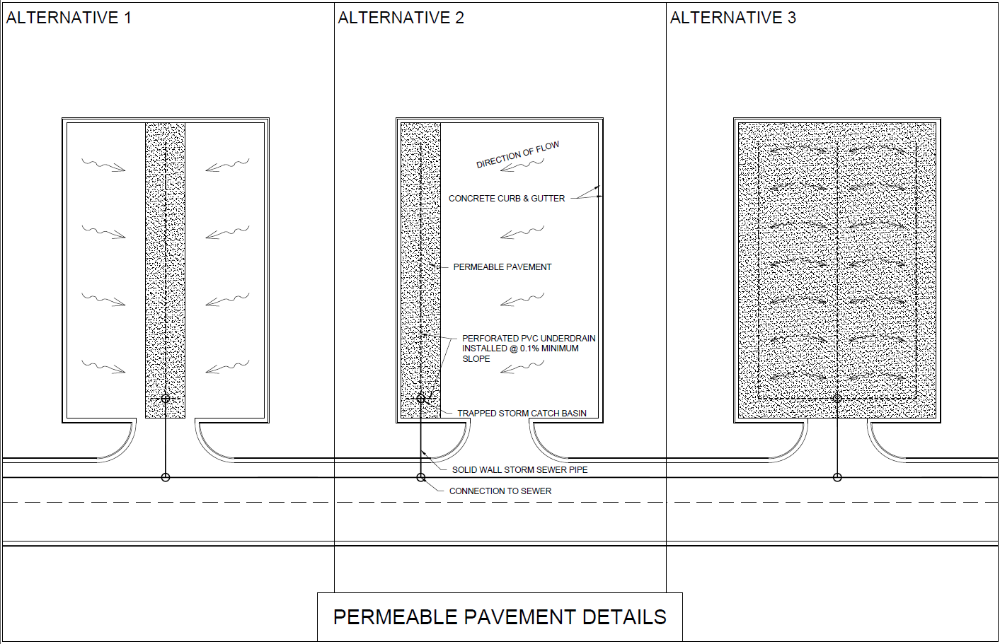 ALTERNATIVE 1
ALTERNATIVE 2
ALTERNATIVE 3
DIRECTION OF FLOW
CONCRETE CURB & GUTTER
PERMEABLE PAVEMENT
PERFORATED PVC UNDERDRAIN
INSTALLED @ 0.1% MINIMUM
SLOPE
TRAPPED STORM CATCH BASIN
SOLID WALL STORM SEWER PIPE
CONNECTION TO SEWER
PERMEABLE PAVEMENT DETAILS